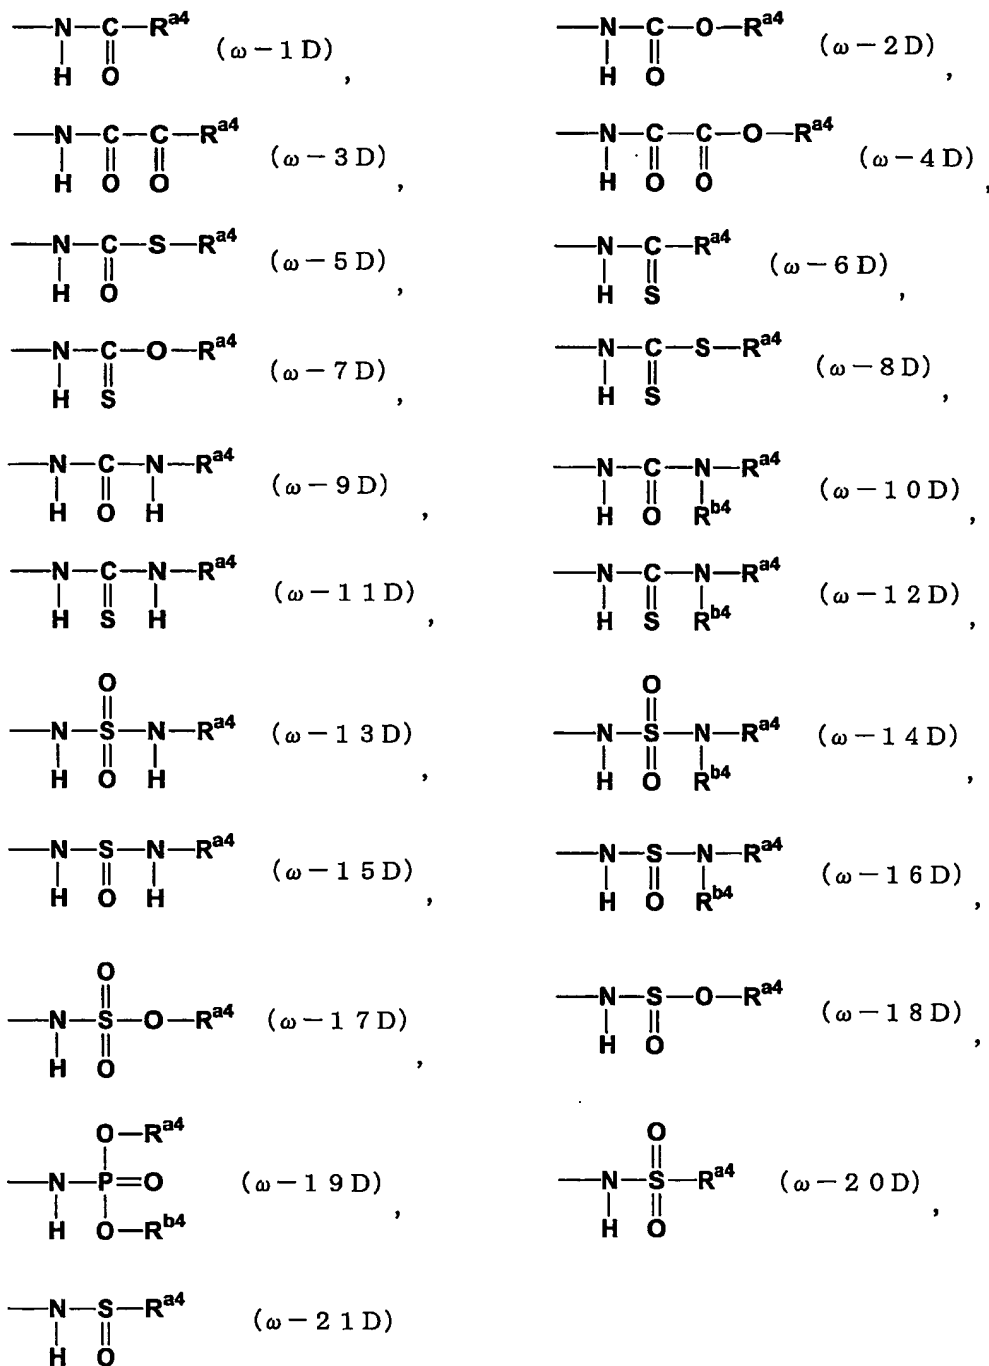 —N—C—R^a4 (ω-1D), —N—C—O—R^a4 (ω-2D),
H O H O
—N—C—C—R^a4 (ω-3D), —N—C—C—O—R^a4 (ω-4D),
H O O H O O
—N—C—S—R^a4 (ω-5D), —N—C—R^a4 (ω-6D),
H O H S
—N—C—O—R^a4 (ω-7D), —N—C—S—R^a4 (ω-8D),
H S H S
—N—C—N—R^a4 (ω-9D), —N—C—N—R^a4 (ω-10D),
H O H H O R^b4
—N—C—N—R^a4 (ω-11D), —N—C—N—R^a4 (ω-12D),
H S H H S R^b4
O O
—N—S—N—R^a4 (ω-13D), —N—S—N—R^a4 (ω-14D),
H O H H O R^b4
—N—S—N—R^a4 (ω-15D), —N—S—N—R^a4 (ω-16D),
H O H H O R^b4
O
—N—S—O—R^a4 (ω-17D), —N—S—O—R^a4 (ω-18D),
H O H O
O—R^a4 O
—N—P=O (ω-19D), —N—S—R^a4 (ω-20D),
H O—R^b4 H O
—N—S—R^a4 (ω-21D)
H O